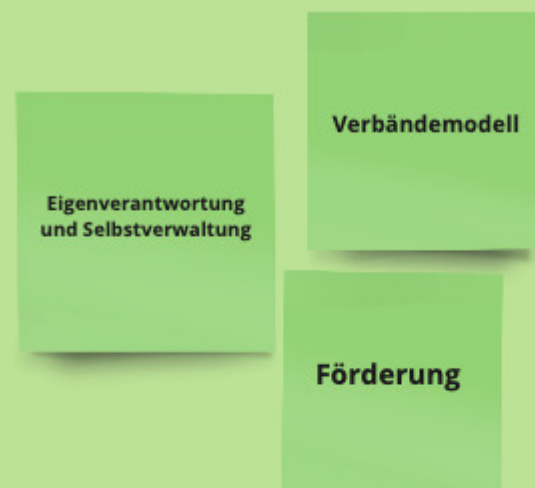 Verbändemodell
Eigenverantwortung
und Selbstverwaltung
Förderung